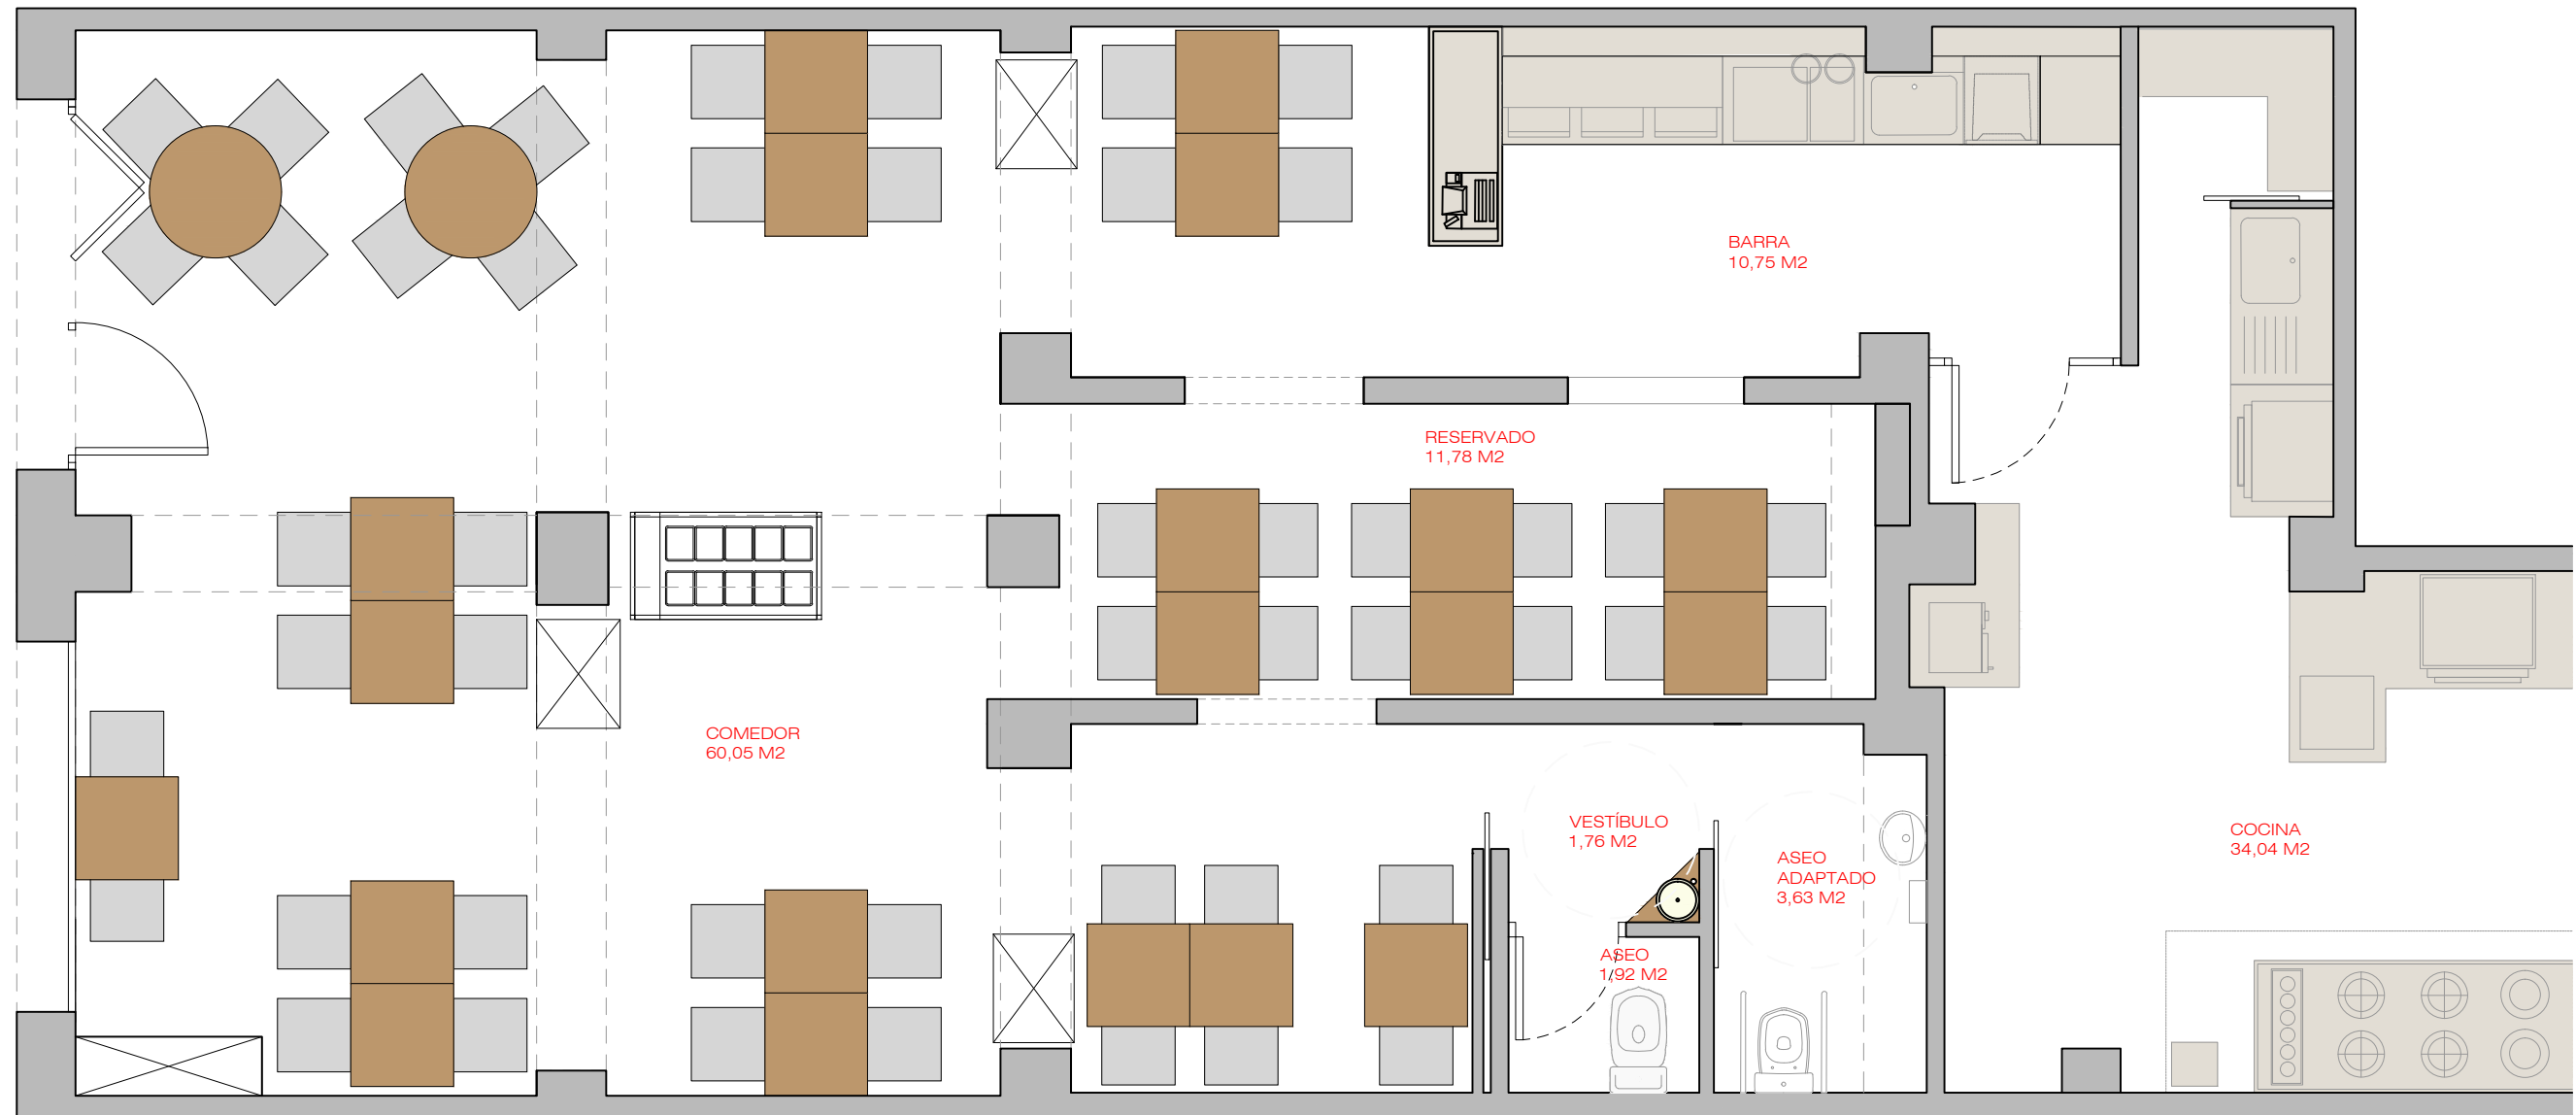 BARRA
10,75 M2
RESERVADO
11,78 M2
COMEDOR
60,05 M2
VESTÍBULO
1,76 M2
ASEO
ADAPTADO
3,63 M2
COCINA
34,04 M2
ASEO
1,92 M2